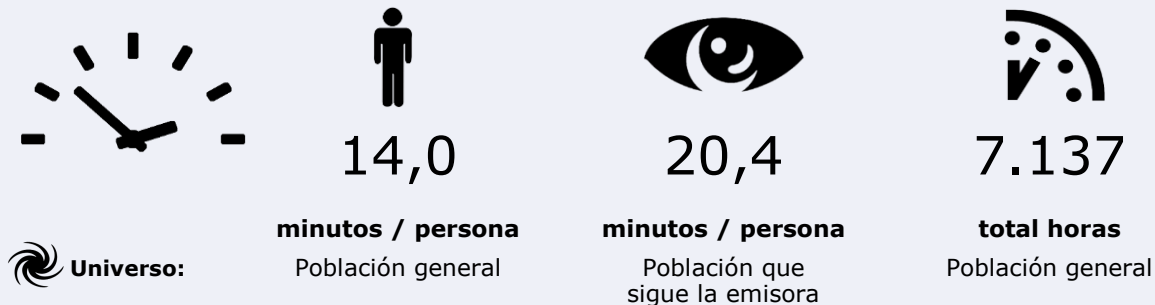 14,0
20,4
7.137
minutos / persona
minutos / persona
total horas
Universo:
Población general
Población que
sigue la emisora
Población general